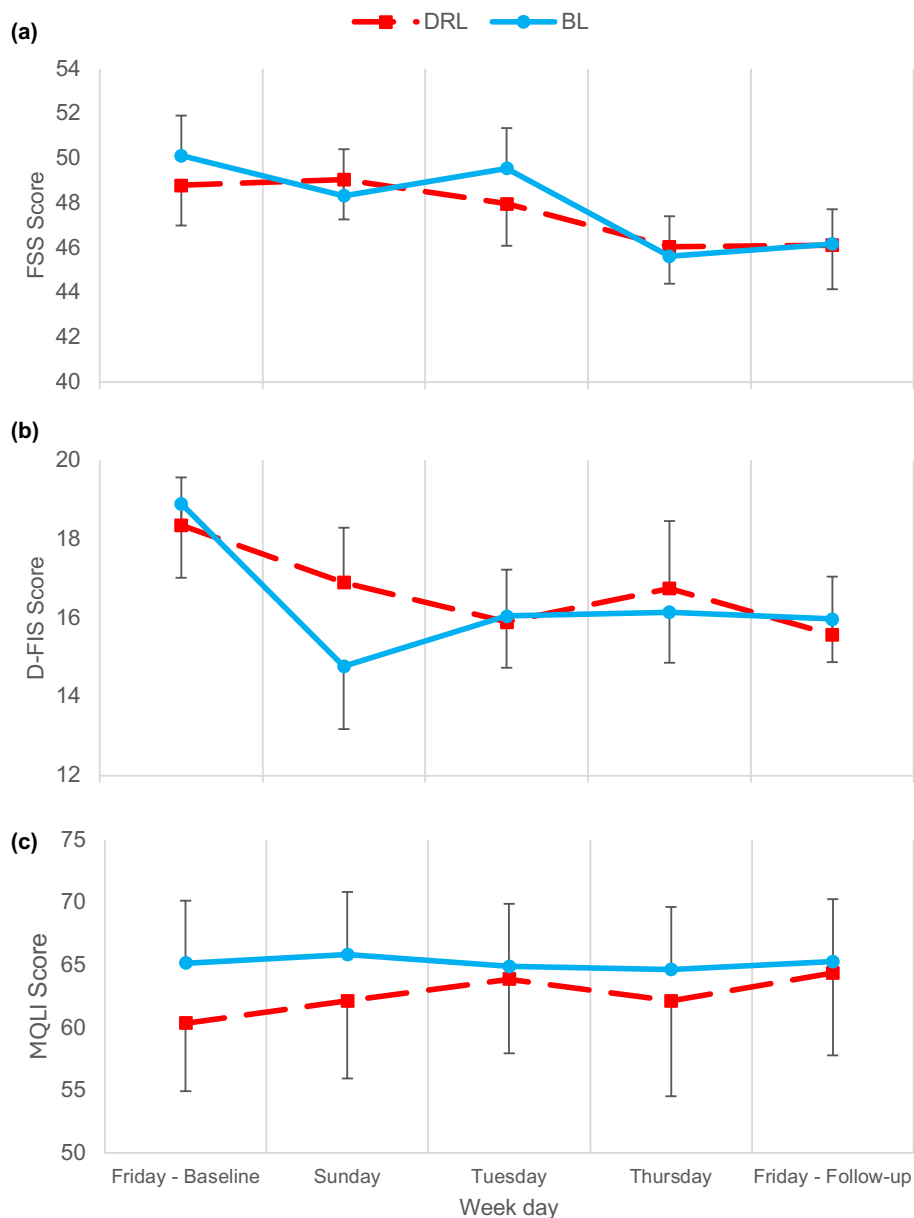 DRL BL
(a)
FSS Score
54
52
50
48
46
44
42
40
(b)
D-FIS Score
20
18
16
14
12
(c)
MQLI Score
75
70
65
60
55
50
Friday - Baseline Sunday Tuesday Thursday Friday - Follow-up
Week day